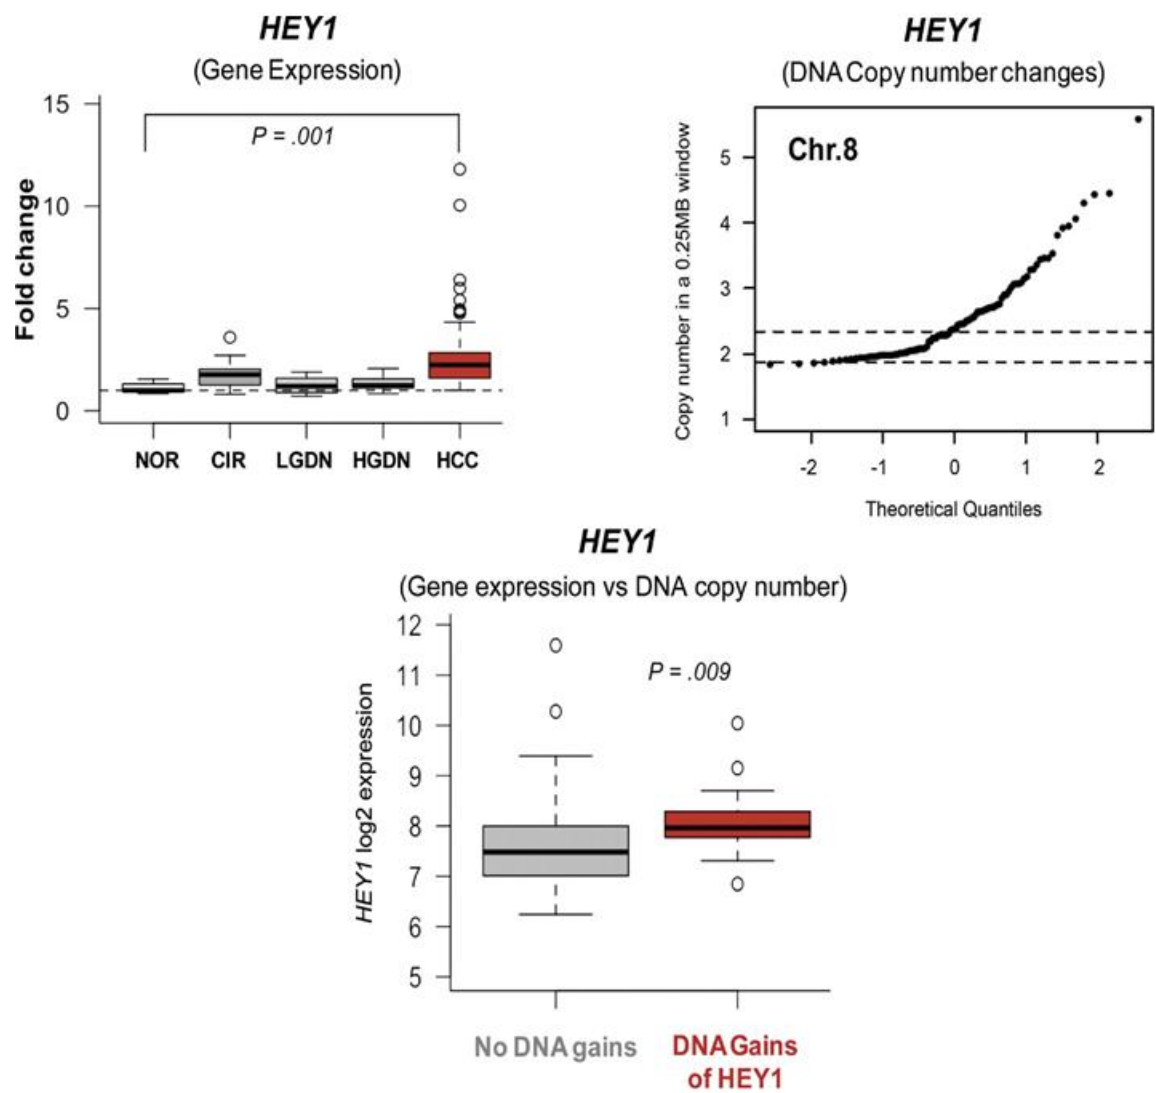 HEY1
(Gene Expression)
15
10
5
0
Fold change
P = .001
NOR CIR LGDN HGDN HCC
HEY1
(DNA Copy number changes)
Chr.8
5
4
3
2
1
Copy number in a 0.25MB window
-2 -1 0 1 2
Theoretical Quantiles
HEY1
(Gene expression vs DNA copy number)
12
11
10
9
8
7
6
5
HEY1 log2 expression
P = .009
No DNA gains
DNA Gains
of HEY1